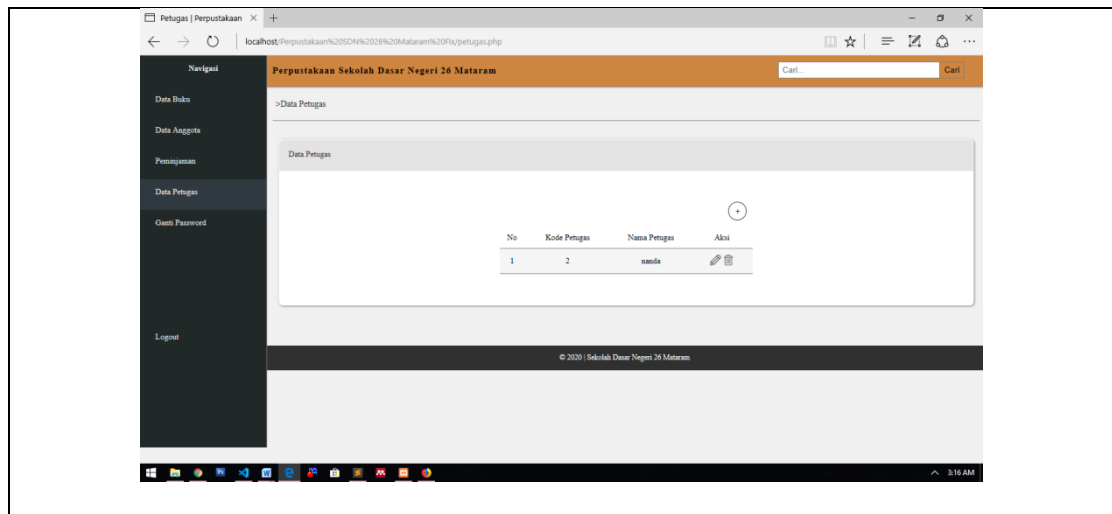 Petugas | Perpustakaan
localhost/Perpustakaan%20SDN%2026%20Mataram%20Fix/petugas.php
Navigasi
Perpustakaan Sekolah Dasar Negeri 26 Mataram
Cari...
Cari
Data Buku
>Data Petugas
Data Anggota
Data Petugas
Peminjaman
Data Petugas
Ganti Password
No Kode Petugas Nama Petugas Aksi
1 2 nanda
Logout
© 2020 | Sekolah Dasar Negeri 26 Mataram
3:16 AM